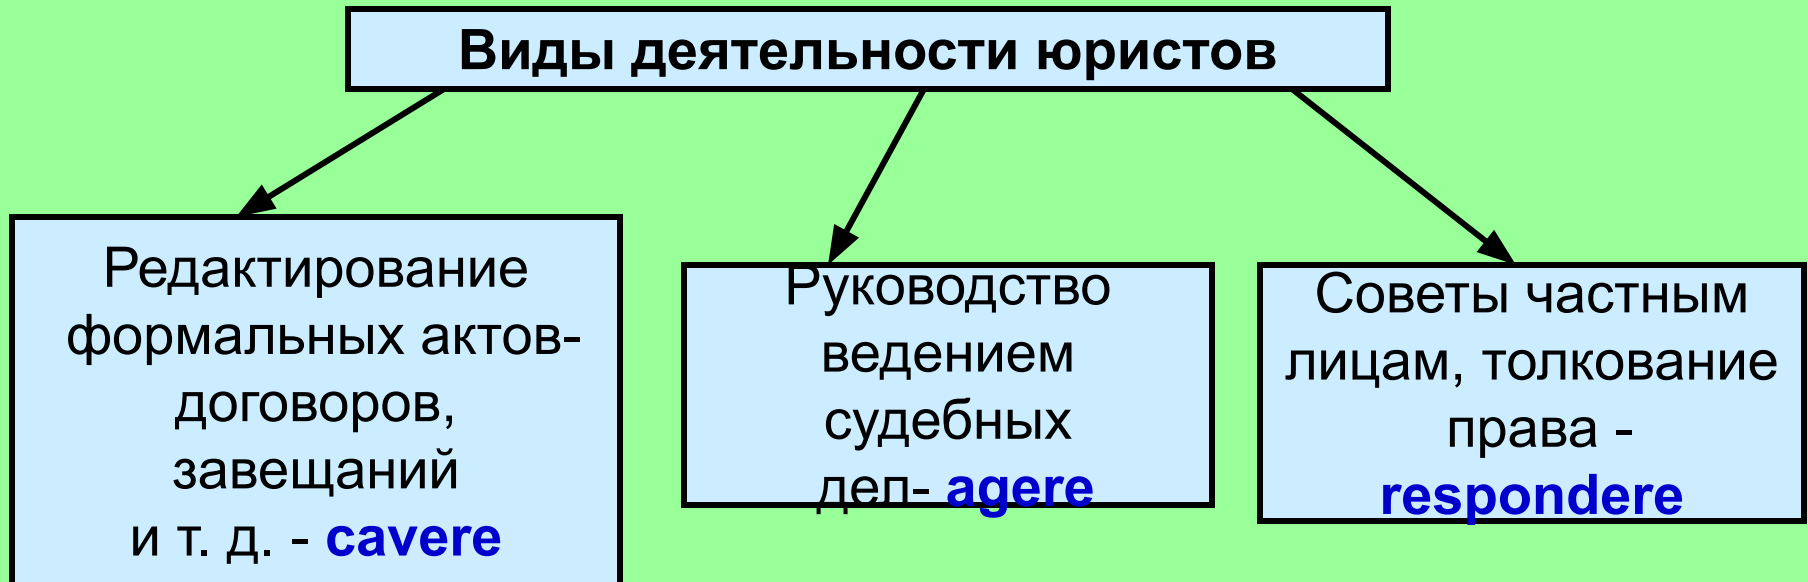 Виды деятельности юристов
Редактирование
формальных актов-
договоров,
завещаний
и т. д. - cavere
Руководство
ведением
судебных
дел- agere
Советы частным
лицам, толкование
права -
respondere